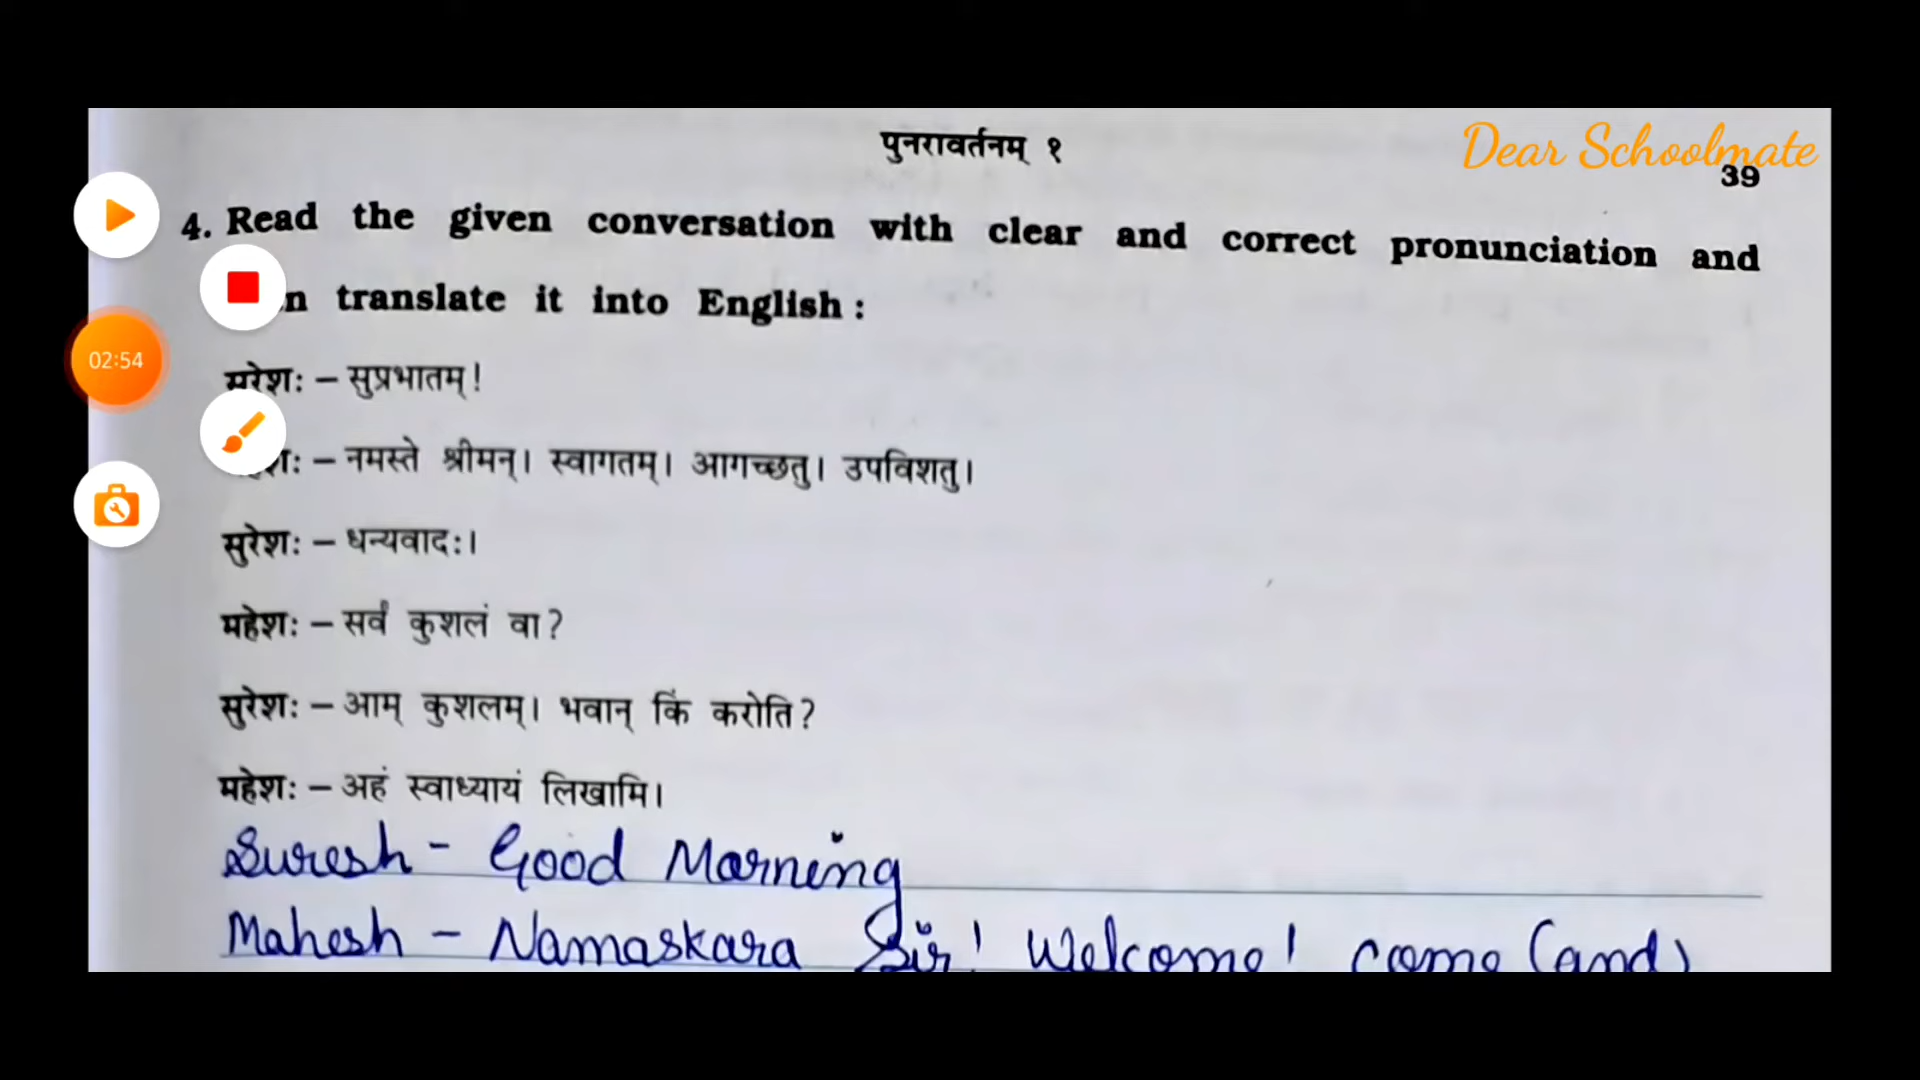 Dear Schoolmate
पुनरावर्तनम् १
39
4. Read the given conversation with clear and correct pronunciation and
translate it into English :
02:54
– सुप्रभातम्!
– नमस्ते श्रीमन्। स्वागतम्। आगच्छतु। उपविशतु।
सुरेशः – धन्यवादः।
महेशः – सर्वं कुशलं वा?
सुरेशः – आम् कुशलम्। भवान् किं करोति?
महेशः – अहं स्वाध्यायं लिखामि।
Suresh - Good Morning
Mahesh - Namaskara Sir! Welcome! come (and)